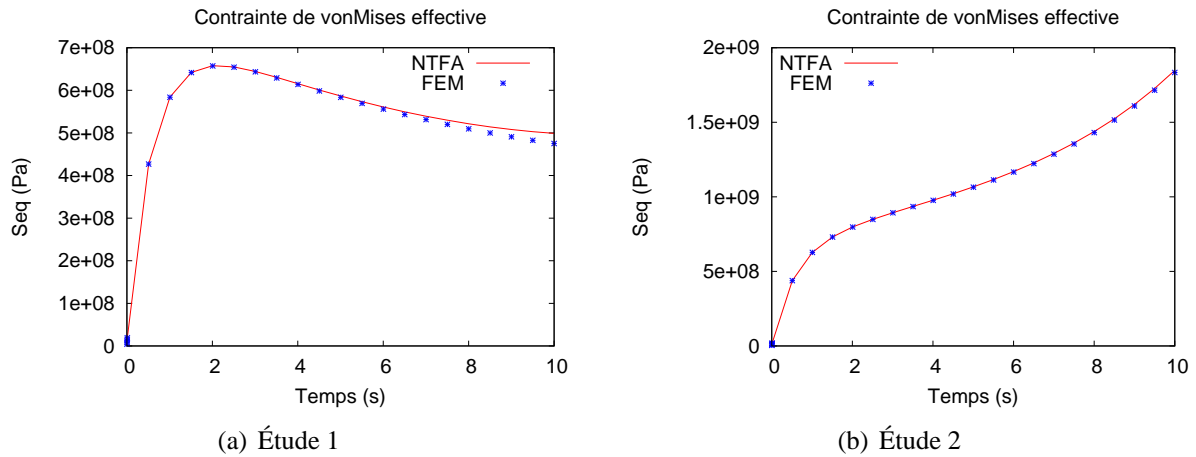 Contrainte de vonMises effective
7e+08
6e+08
5e+08
4e+08
3e+08
2e+08
1e+08
0
Seq (Pa)
NTFA
FEM
0 2 4 6 8 10
Temps (s)
(a) Étude 1
Contrainte de vonMises effective
2e+09
1.5e+09
1e+09
5e+08
0
Seq (Pa)
NTFA
FEM
0 2 4 6 8 10
Temps (s)
(b) Étude 2